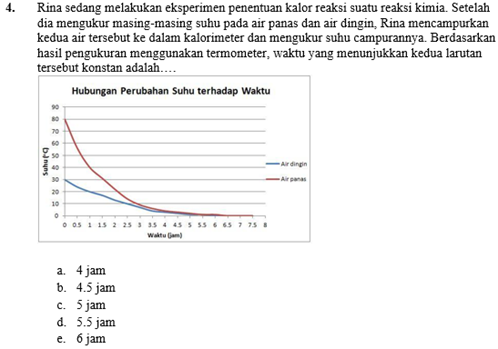 4. Rina sedang melakukan eksperimen penentuan kalor reaksi suatu reaksi kimia. Setelah
dia mengukur masing-masing suhu pada air panas dan air dingin, Rina mencampurkan
kedua air tersebut ke dalam kalorimeter dan mengukur suhu campurannya. Berdasarkan
hasil pengukuran menggunakan termometer, waktu yang menunjukkan kedua larutan
tersebut konstan adalah….
Hubungan Perubahan Suhu terhadap Waktu
Suhu (°C)
90
80
70
60
50
40
30
20
10
0
0 0.5 1 1.5 2 2.5 3 3.5 4 4.5 5 5.5 6 6.5 7 7.5 8
Waktu (jam)
Air dingin
Air panas
a. 4 jam
b. 4.5 jam
c. 5 jam
d. 5.5 jam
e. 6 jam